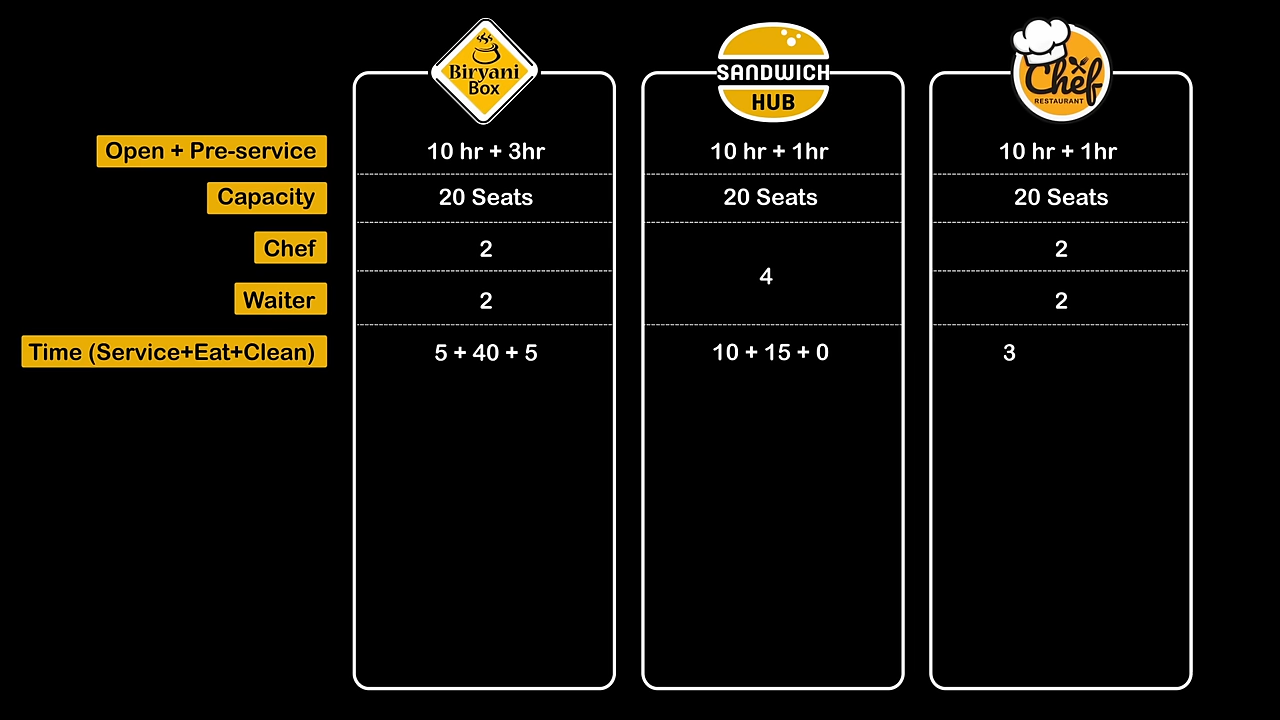 Biryani
Box
SANDWICH
HUB
Chef
RESTAURANT
Open + Pre-service
10 hr + 3hr
10 hr + 1hr
10 hr + 1hr
Capacity
20 Seats
20 Seats
20 Seats
Chef
2
2
4
Waiter
2
2
Time (Service+Eat+Clean)
5 + 40 + 5
10 + 15 + 0
3